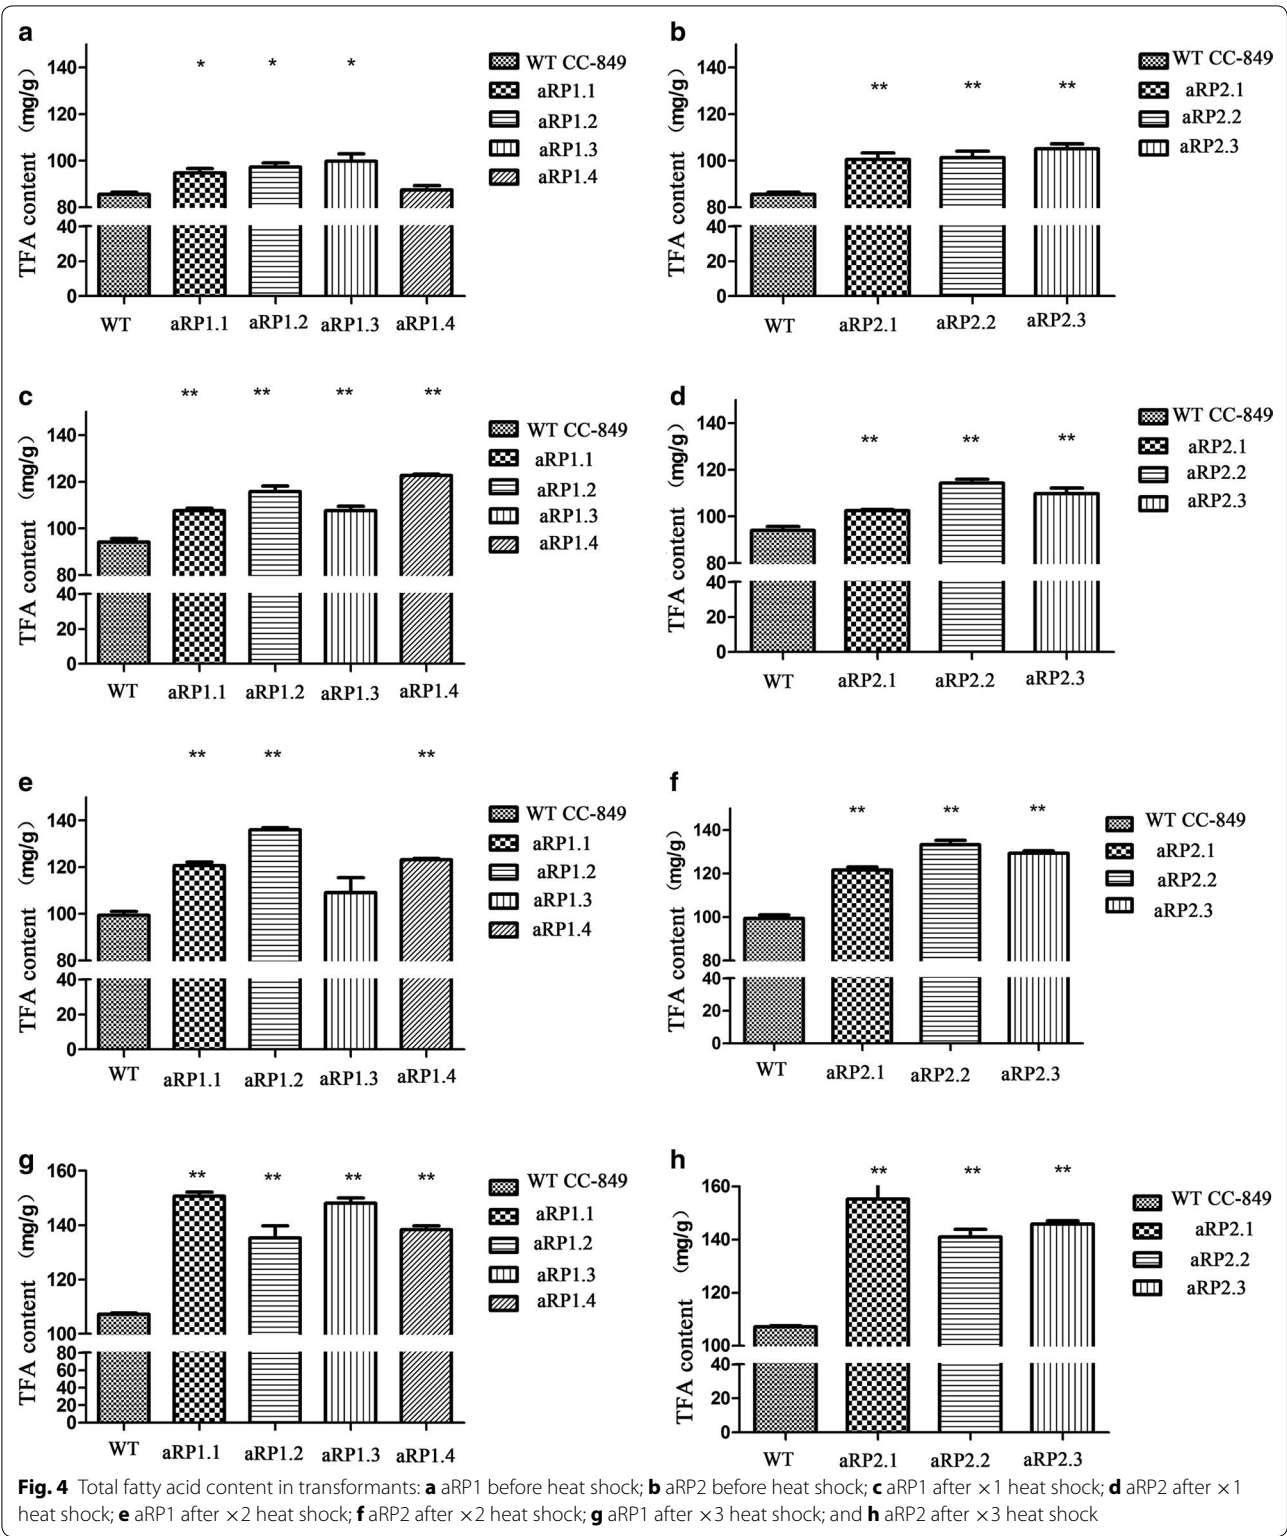 a
TFA content (mg/g)
140
120
100
80
40
20
0
* * *
WT aRP1.1 aRP1.2 aRP1.3 aRP1.4
WT CC-849
aRP1.1
aRP1.2
aRP1.3
aRP1.4
b
TFA content (mg/g)
140
120
100
80
40
20
0
** ** **
WT aRP2.1 aRP2.2 aRP2.3
WT CC-849
aRP2.1
aRP2.2
aRP2.3
c
TFA content (mg/g)
140
120
100
80
40
20
0
** ** ** **
WT aRP1.1 aRP1.2 aRP1.3 aRP1.4
WT CC-849
aRP1.1
aRP1.2
aRP1.3
aRP1.4
d
TFA content (mg/g)
140
120
100
80
40
20
0
** ** **
WT aRP2.1 aRP2.2 aRP2.3
WT CC-849
aRP2.1
aRP2.2
aRP2.3
e
TFA content (mg/g)
140
120
100
80
40
20
0
** ** **
WT aRP1.1 aRP1.2 aRP1.3 aRP1.4
WT CC-849
aRP1.1
aRP1.2
aRP1.3
aRP1.4
f
TFA content (mg/g)
140
120
100
80
40
20
0
** ** **
WT aRP2.1 aRP2.2 aRP2.3
WT CC-849
aRP2.1
aRP2.2
aRP2.3
g
TFA content (mg/g)
160
140
120
100
80
60
40
20
0
** ** ** **
WT aRP1.1 aRP1.2 aRP1.3 aRP1.4
WT CC-849
aRP1.1
aRP1.2
aRP1.3
aRP1.4
h
TFA content (mg/g)
160
140
120
100
40
20
0
** ** **
WT aRP2.1 aRP2.2 aRP2.3
WT CC-849
aRP2.1
aRP2.2
aRP2.3
Fig. 4 Total fatty acid content in transformants: a aRP1 before heat shock; b aRP2 before heat shock; c aRP1 after ×1 heat shock; d aRP2 after ×1
heat shock; e aRP1 after ×2 heat shock; f aRP2 after ×2 heat shock; g aRP1 after ×3 heat shock; and h aRP2 after ×3 heat shock